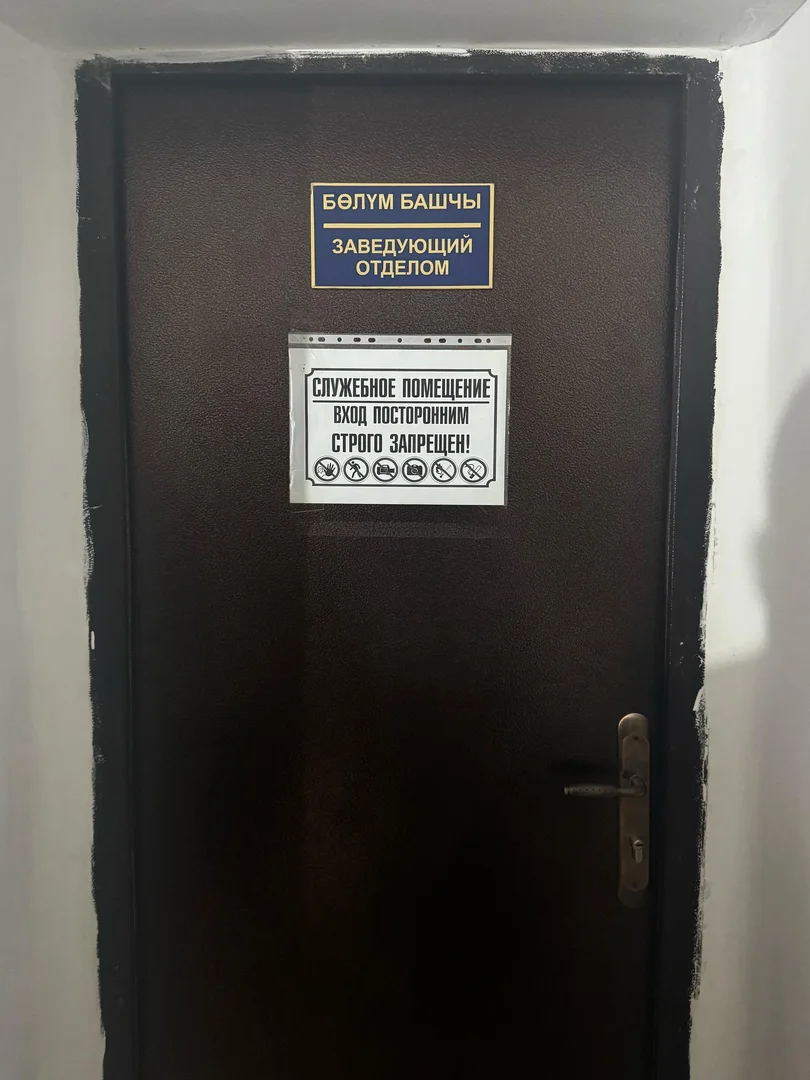 БӨЛҮМ БАШЧЫ
ЗАВЕДУЮЩИЙ
ОТДЕЛОМ
СЛУЖЕБНОЕ ПОМЕЩЕНИЕ
ВХОД ПОСТОРОННИМ
СТРОГО ЗАПРЕЩЕН!